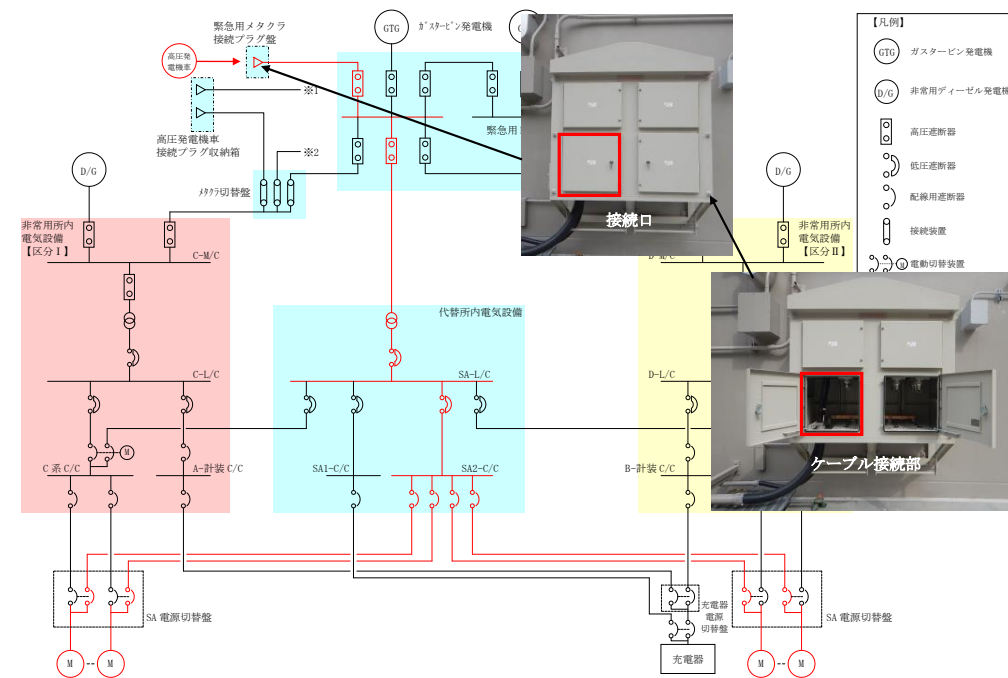 緊急用メタクラ
接続プラグ盤
GTG
ガスタービン発電機
高圧発
電機車
※1
高圧発電機車
接続プラグ収納箱
※2
メタクラ切替盤
緊急用
D/G
D/G
非常用所内
電気設備
【区分Ⅰ】
C-M/C
非常用所内
電気設備
【区分Ⅱ】
D-M/C
接続口
代替所内電気設備
C-L/C
SA-L/C
D-L/C
M
C系C/C
A-計装C/C
SA1-C/C
SA2-C/C
B-計装C/C
ケーブル接続部
SA電源切替盤
充電器
電源
切替盤
SA電源切替盤
M
M
充電器
M
M
【凡例】
GTG
ガスタービン発電機
D/G
非常用ディーゼル発電機
高圧遮断器
低圧遮断器
配線用遮断器
接続装置
M
電動切替装置